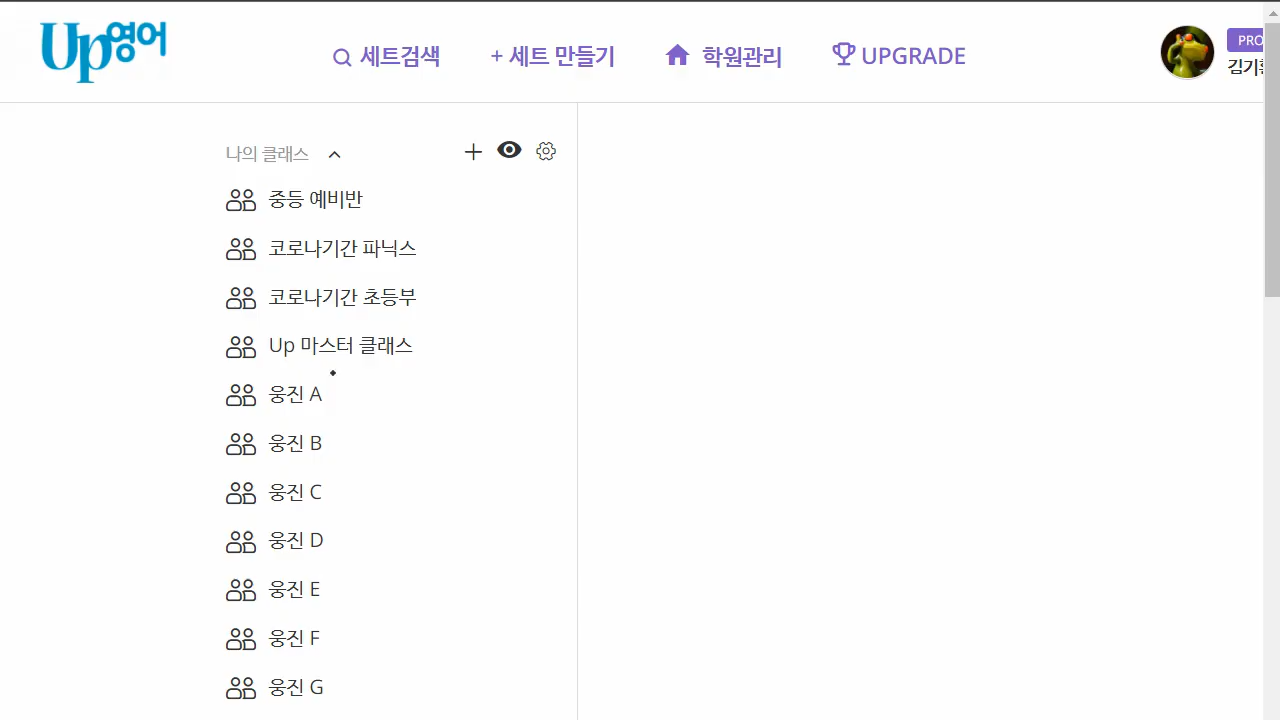 Up영어
세트검색
+ 세트 만들기
학원관리
UPGRADE
PRO
나의 클래스
중등 예비반
코로나기간 파닉스
코로나기간 초등부
Up 마스터 클래스
웅진 A
웅진 B
웅진 C
웅진 D
웅진 E
웅진 F
웅진 G